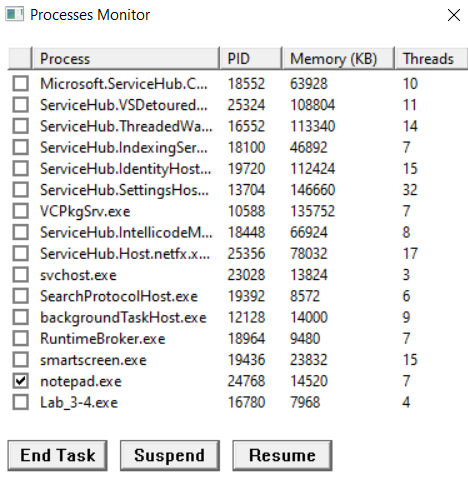 Processes Monitor
Process PID Memory (KB) Threads
Microsoft.ServiceHub.C... 18552 63928 10
ServiceHub.VSDetoured... 25324 108804 11
ServiceHub.ThreadedWa... 16552 113340 14
ServiceHub.IndexingSer... 18100 46892 7
ServiceHub.IdentityHost... 19720 112424 15
ServiceHub.SettingsHos... 13704 146660 32
VCPkgSrv.exe 10588 135752 7
ServiceHub.IntellicodeM... 18448 66924 8
ServiceHub.Host.netfx.x... 25356 78032 17
svchost.exe 23028 13824 3
SearchProtocolHost.exe 19392 8572 6
backgroundTaskHost.exe 12128 14000 9
RuntimeBroker.exe 18964 9480 7
smartscreen.exe 19436 23832 15
notepad.exe 24768 14520 7
Lab_3-4.exe 16780 7968 4
End Task Suspend Resume